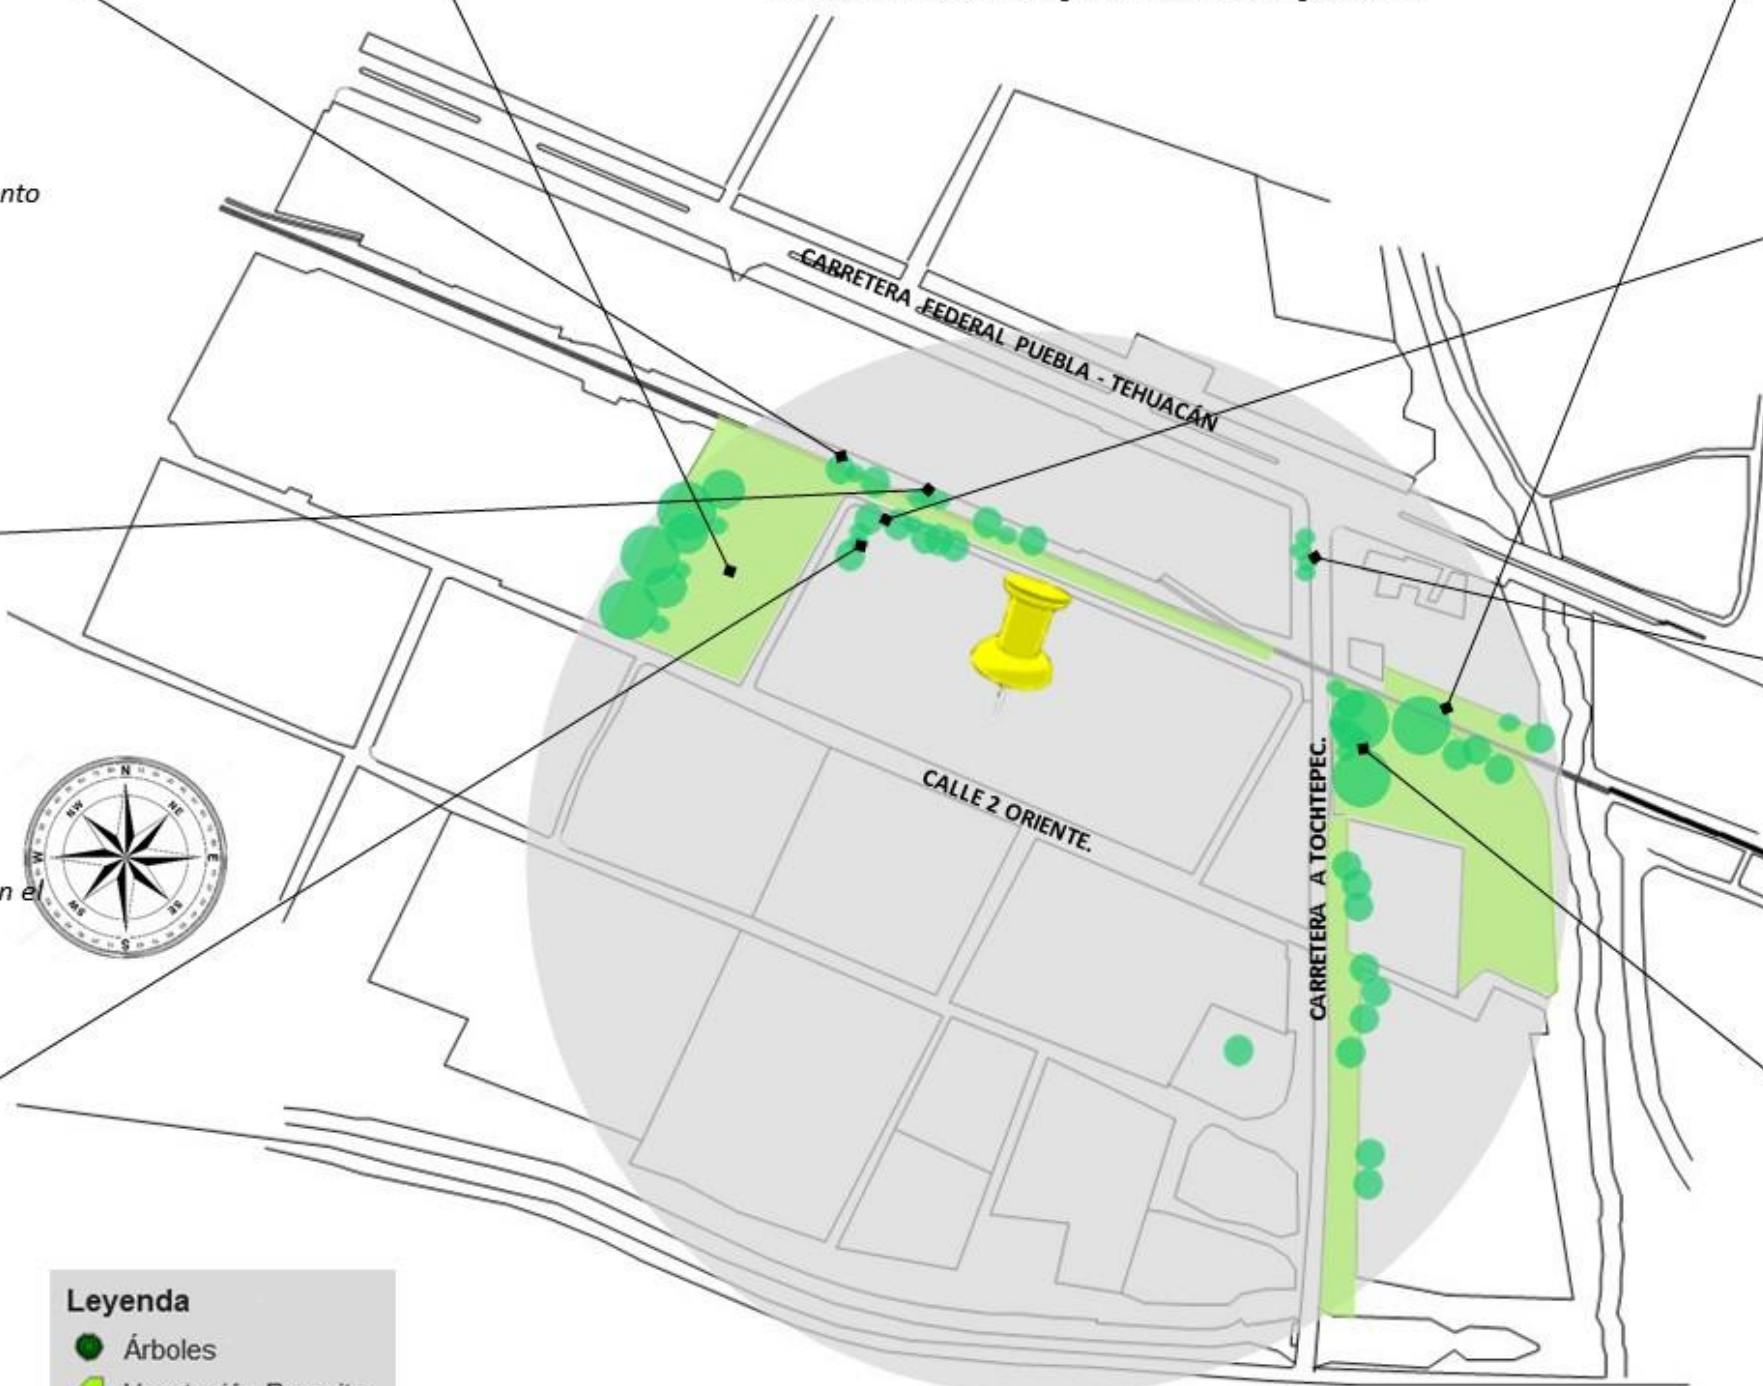 nto
CARRETERA FEDERAL PUEBLA - TEHUACÁN
N
NW
NE
W
E
n el
SW
SE
S
CALLE 2 ORIENTE.
CARRETERA A TOCHTEPEC.
Leyenda
Árboles